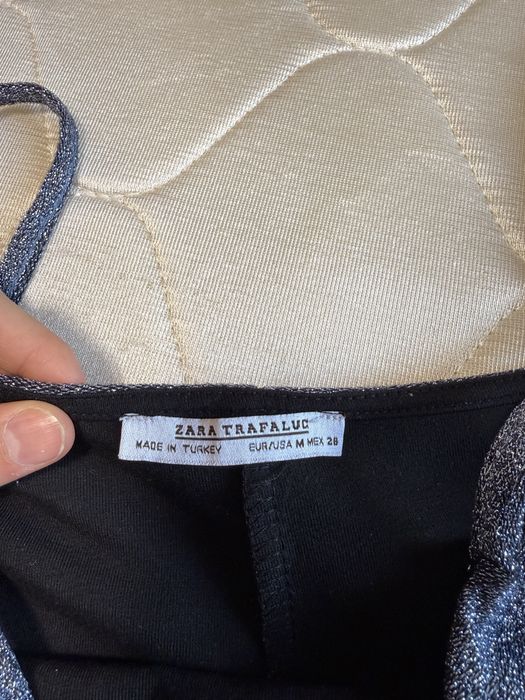 ZARA TRAFALUC
MADE IN TURKEY EUR/USA M MEX 28